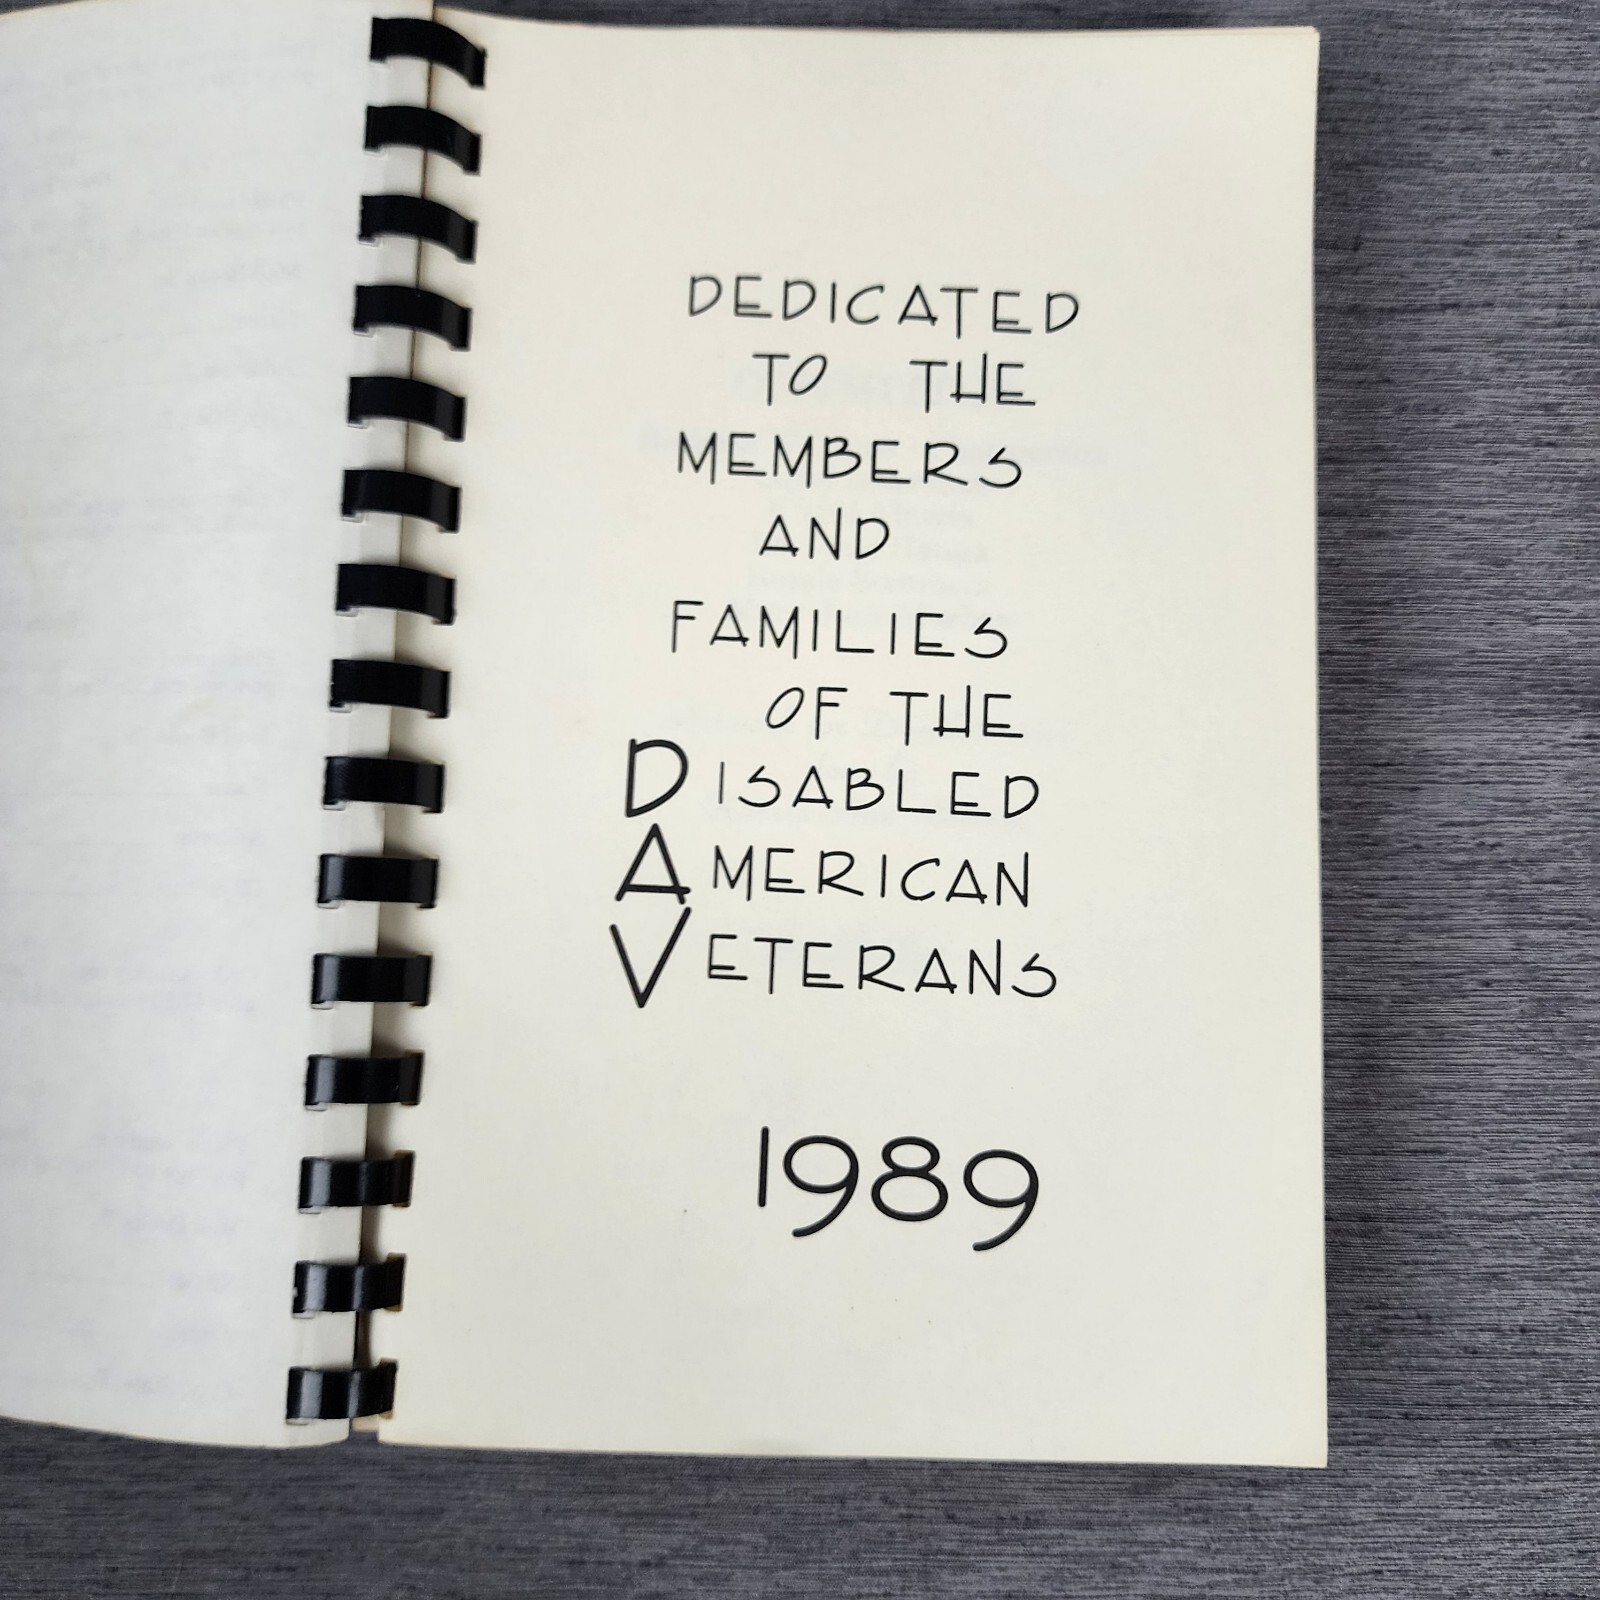 DEDICATED
TO THE
MEMBERS
AND
FAMILIES
OF THE
DISABLED
AMERICAN
VETERANS
1989